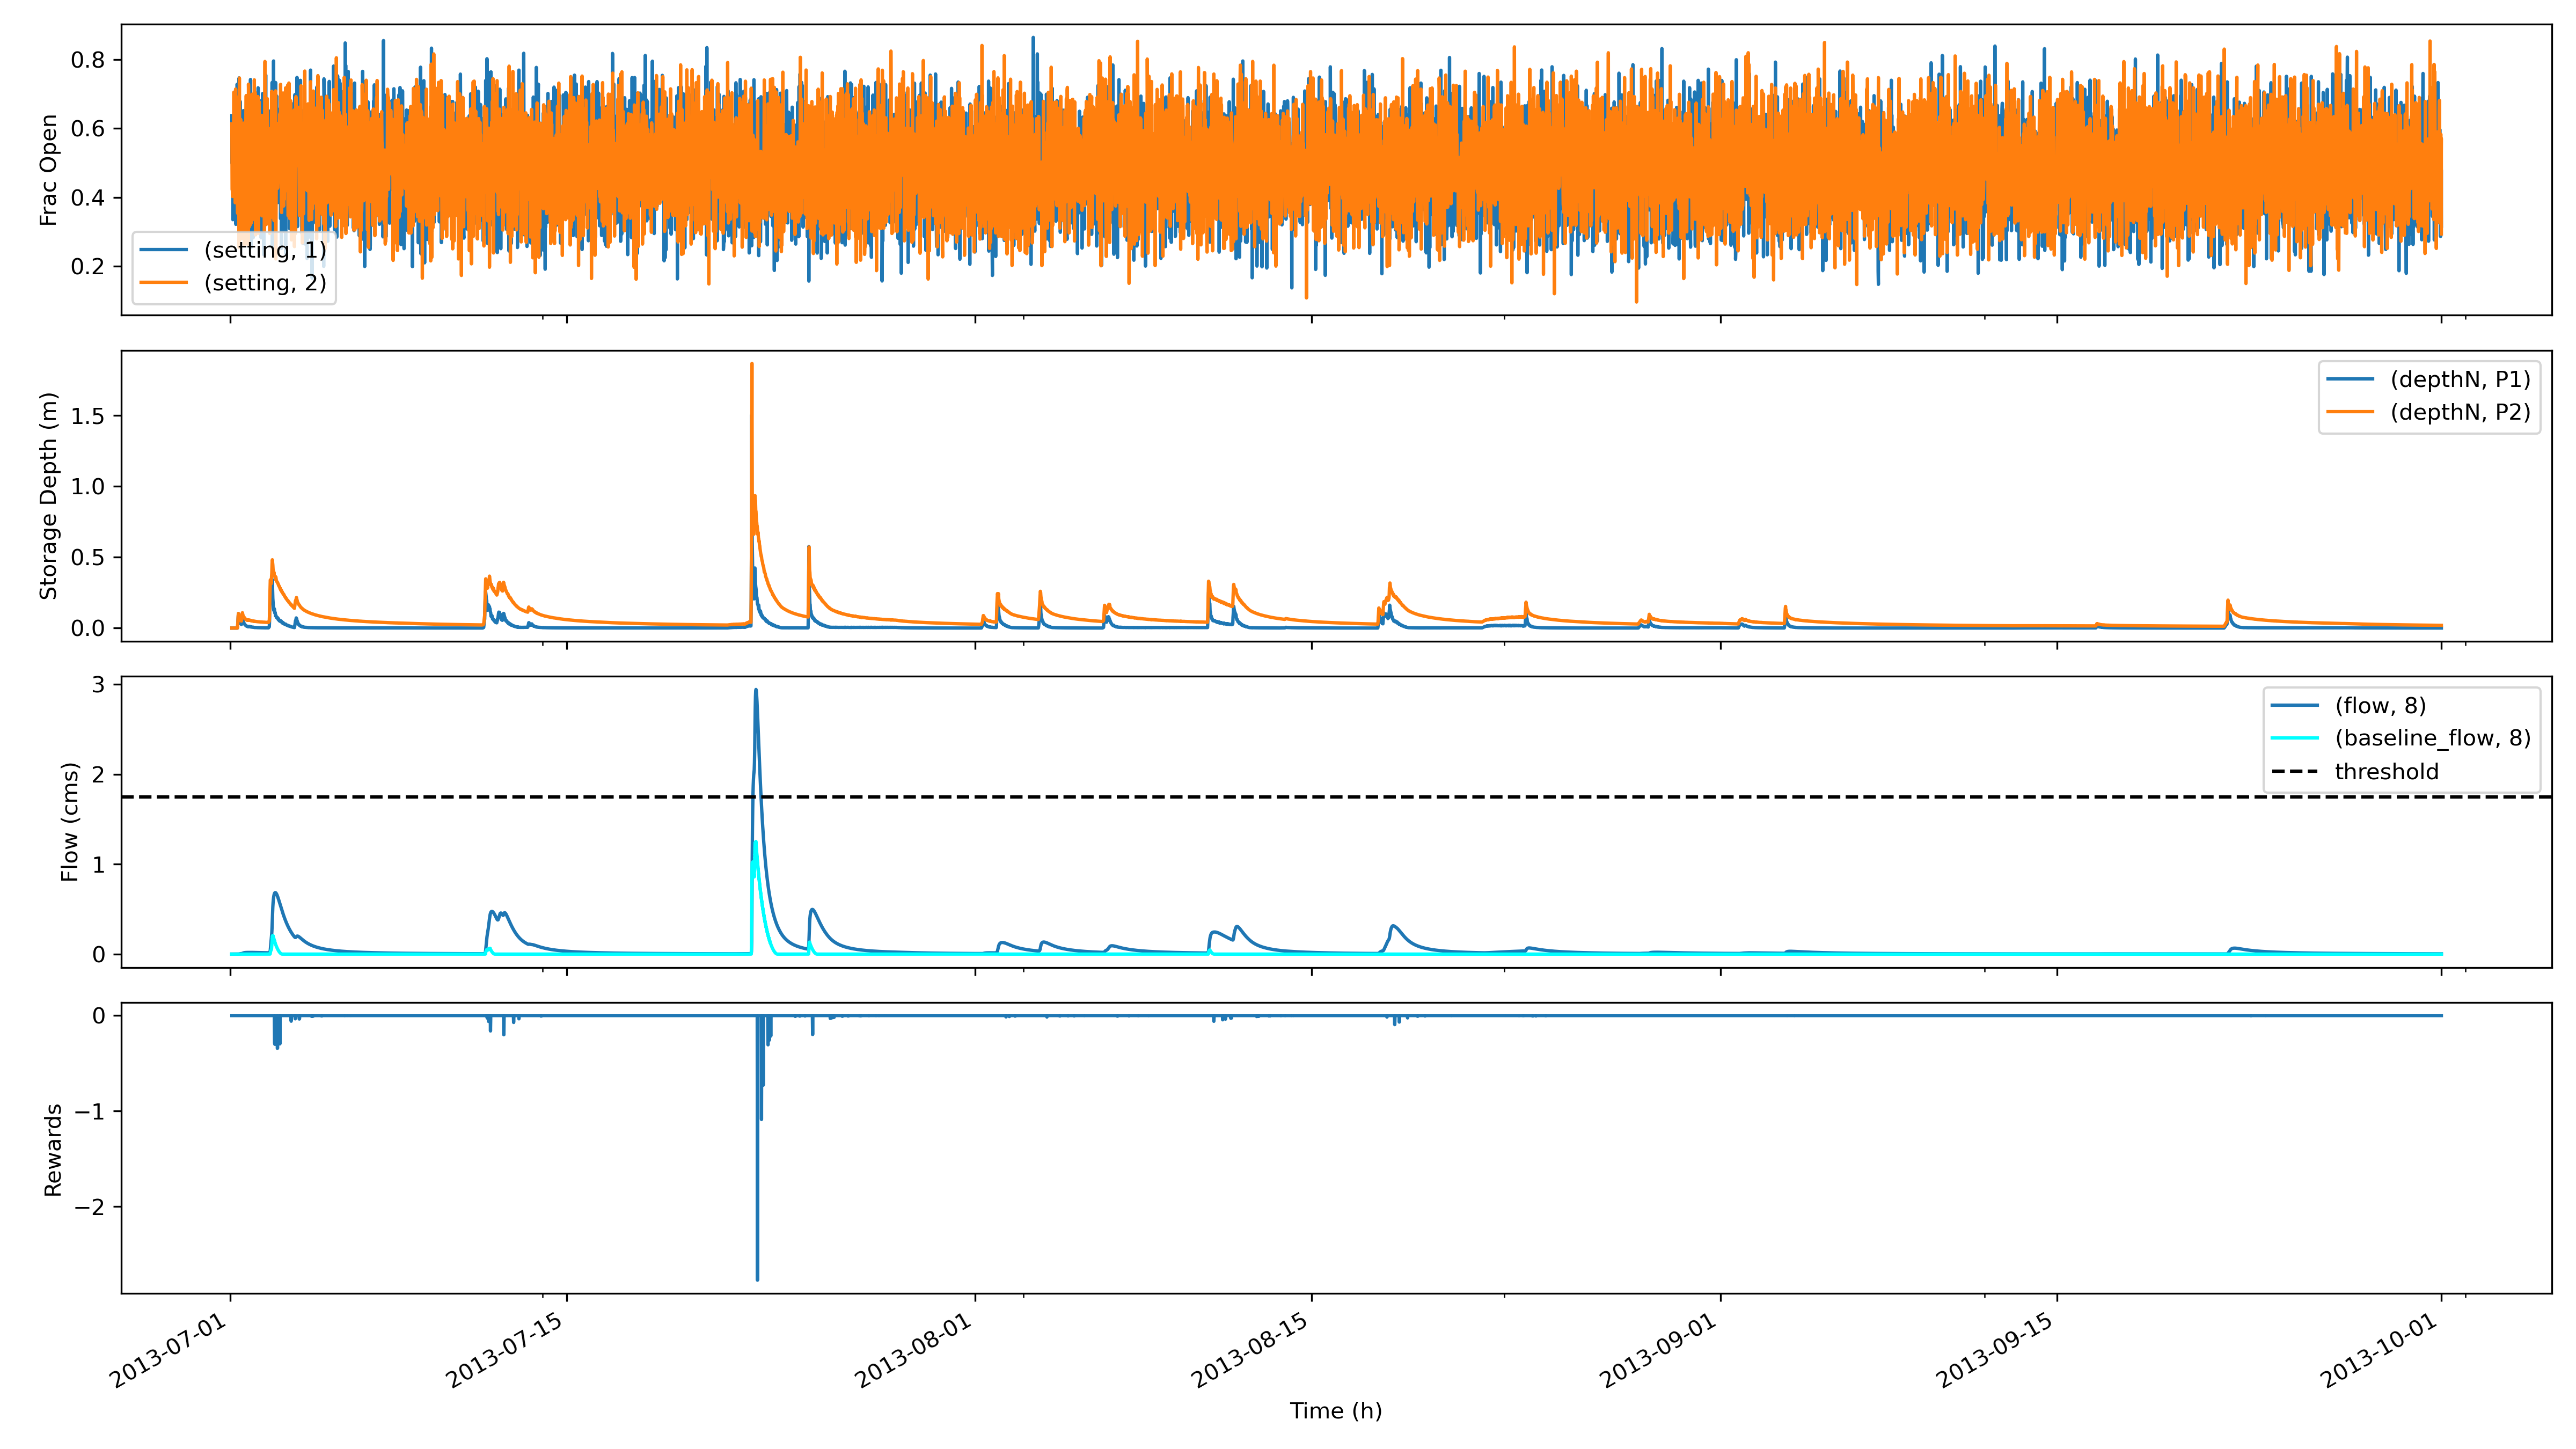 0.8
0.6
0.4
0.2
Frac Open
(setting, 1)
(setting, 2)
1.5
1.0
0.5
0.0
Storage Depth (m)
(depthN, P1)
(depthN, P2)
3
2
1
0
Flow (cms)
(flow, 8)
(baseline_flow, 8)
threshold
0
−1
−2
Rewards
2013-07-01
2013-07-15
2013-08-01
2013-08-15
2013-09-01
2013-09-15
2013-10-01
Time (h)